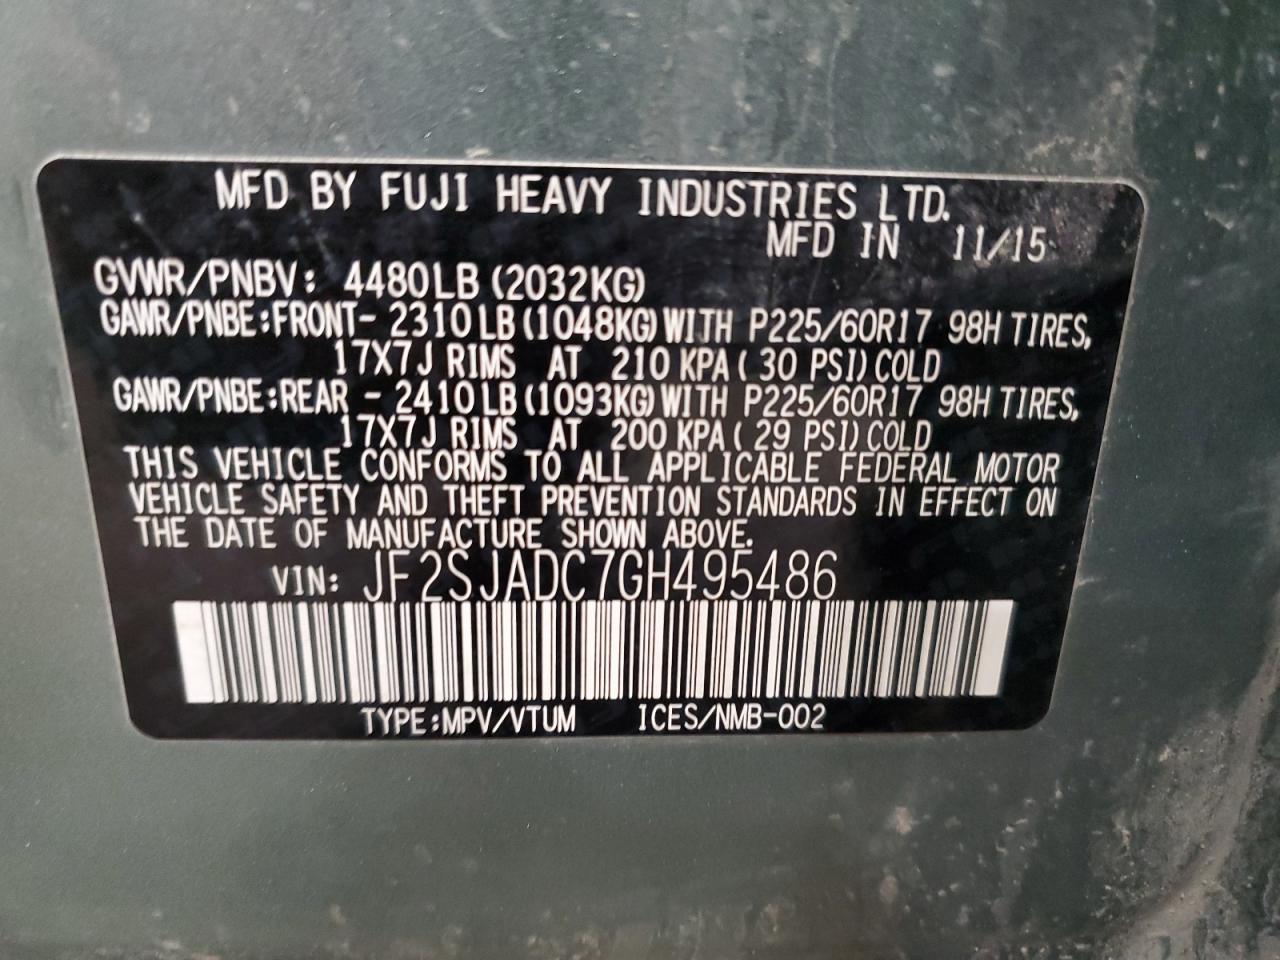 MFD BY FUJI HEAVY INDUSTRIES LTD.
MFD IN 11/15
GVWR/PNBV: 4480LB (2032KG)
GAWR/PNBE:FRONT- 2310LB(1048KG)WITH P225/60R17 98H TIRES,
17X7J RIMS AT 210 KPA( 30 PSI)COLD
GAWR/PNBE:REAR - 2410LB(1093KG)WITH P225/60R17 98H TIRES,
17X7J RIMS AT 200 KPA( 29 PSI)COLD
THIS VEHICLE CONFORMS TO ALL APPLICABLE FEDERAL MOTOR
VEHICLE SAFETY AND THEFT PREVENTION STANDARDS IN EFFECT ON
THE DATE OF MANUFACTURE SHOWN ABOVE.
VIN: JF2SJADC7GH495486
TYPE:MPV/VTUM ICES/NMB-002